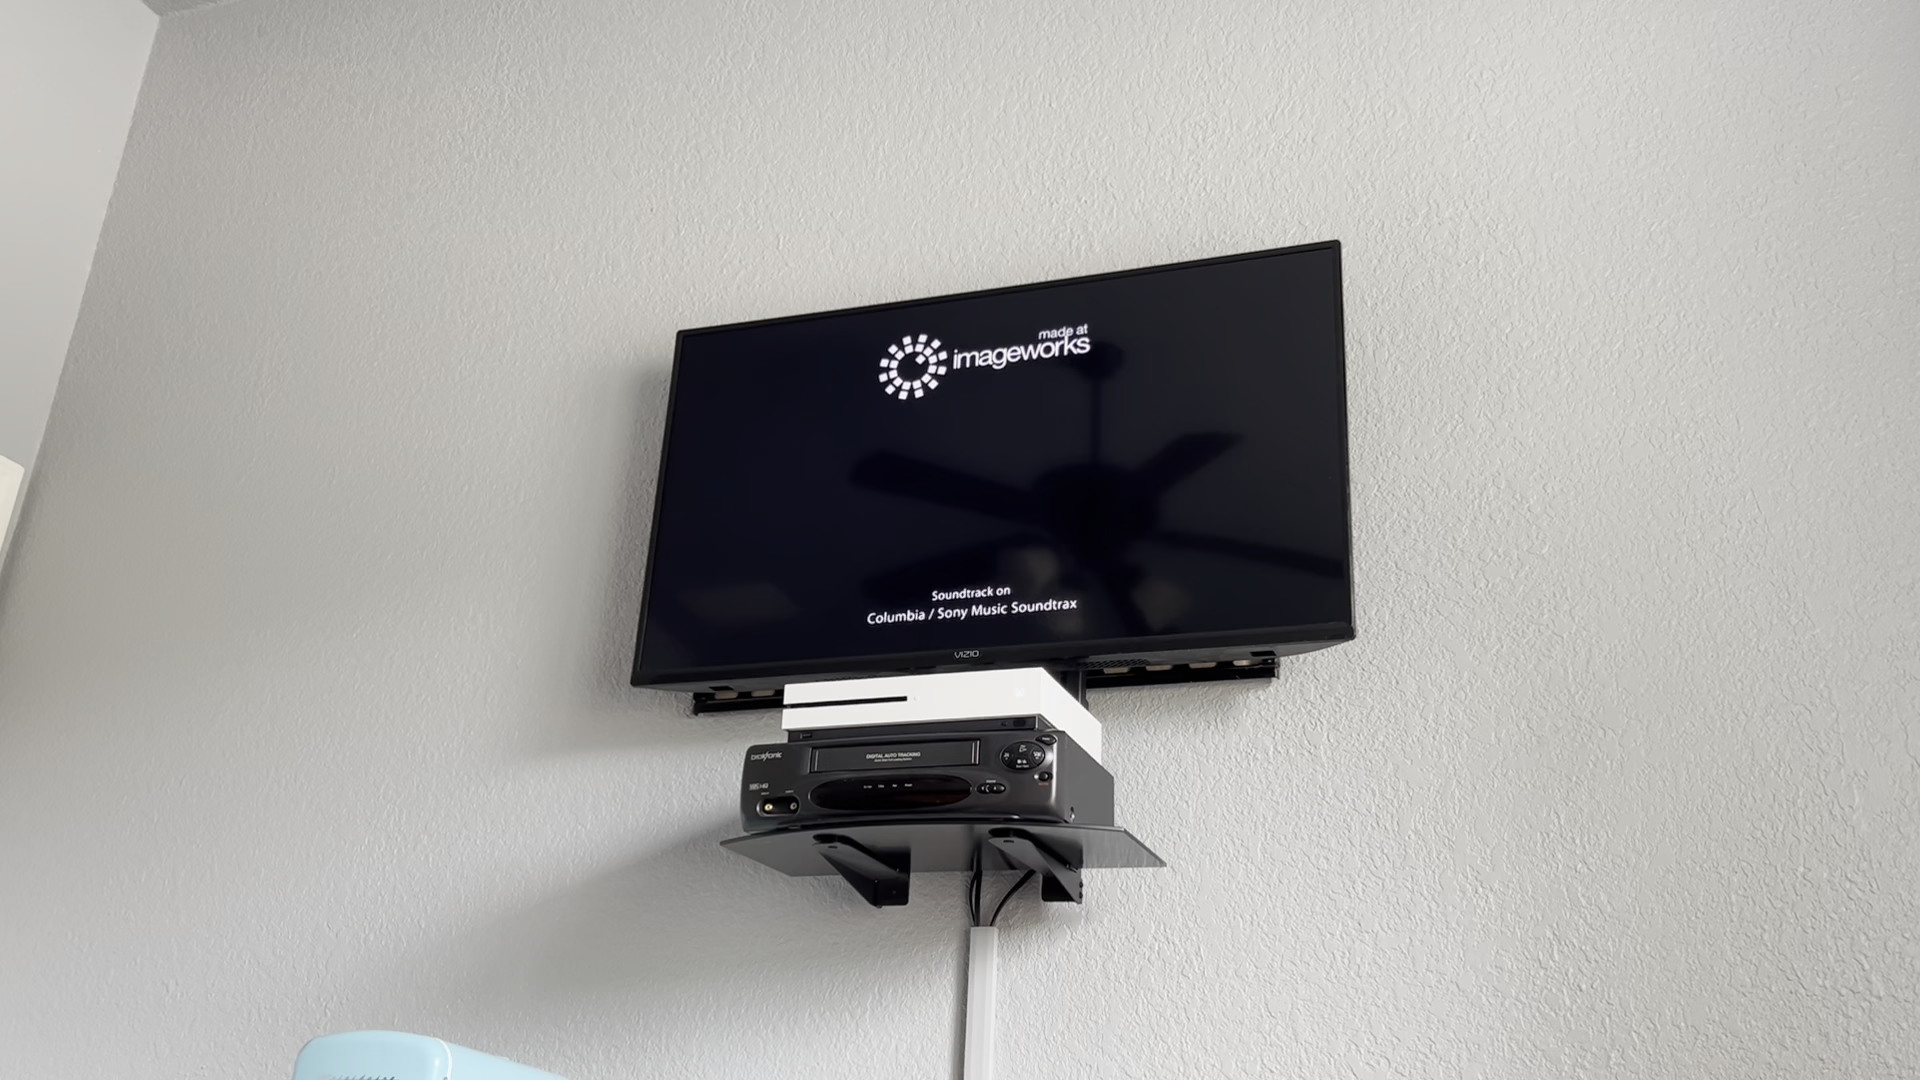 made at
imageworks
Soundtrack on
Columbia / Sony Music Soundtrax
VIZIO
DIGITAL AUTO TRACKING